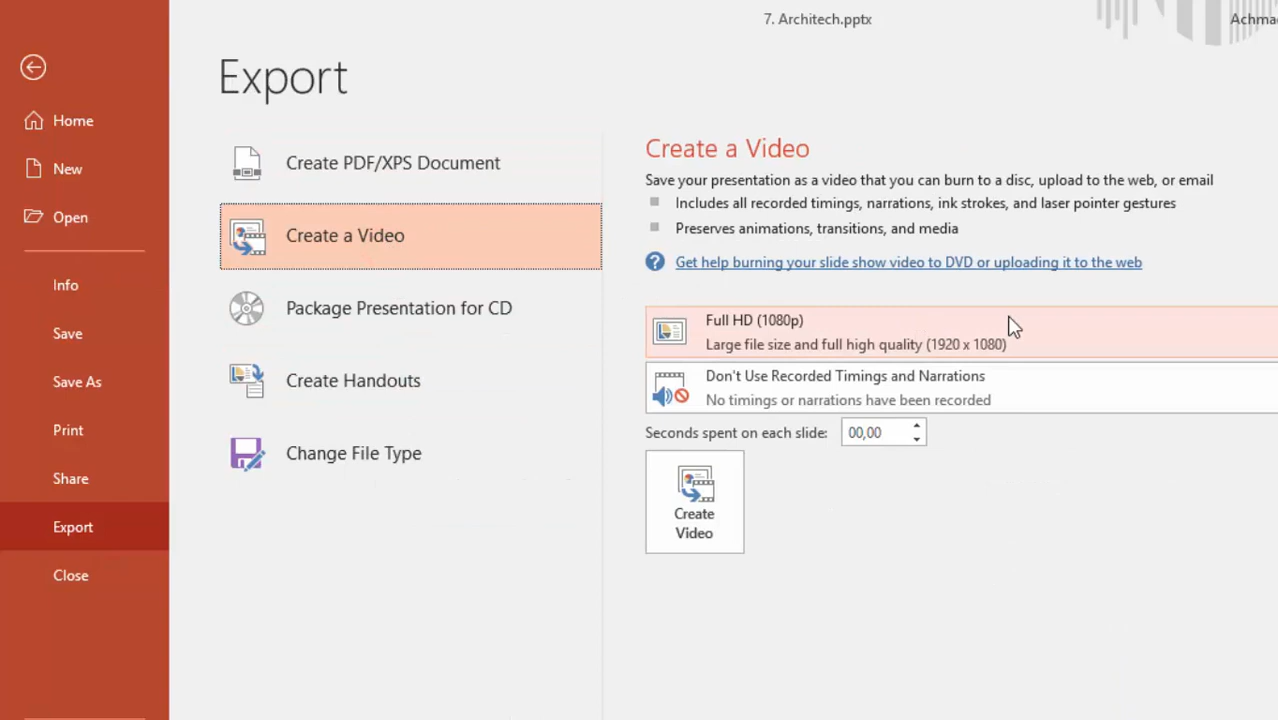 7. Architech.pptx
Achma
Export
Home
New
Open
Info
Save
Save As
Print
Share
Export
Close
Create PDF/XPS Document
Create a Video
Package Presentation for CD
Create Handouts
Change File Type
Create a Video
Save your presentation as a video that you can burn to a disc, upload to the web, or email
Includes all recorded timings, narrations, ink strokes, and laser pointer gestures
Preserves animations, transitions, and media
Get help burning your slide show video to DVD or uploading it to the web
Full HD (1080p)
Large file size and full high quality (1920 x 1080)
Don't Use Recorded Timings and Narrations
No timings or narrations have been recorded
Seconds spent on each slide: 00,00
Create
Video